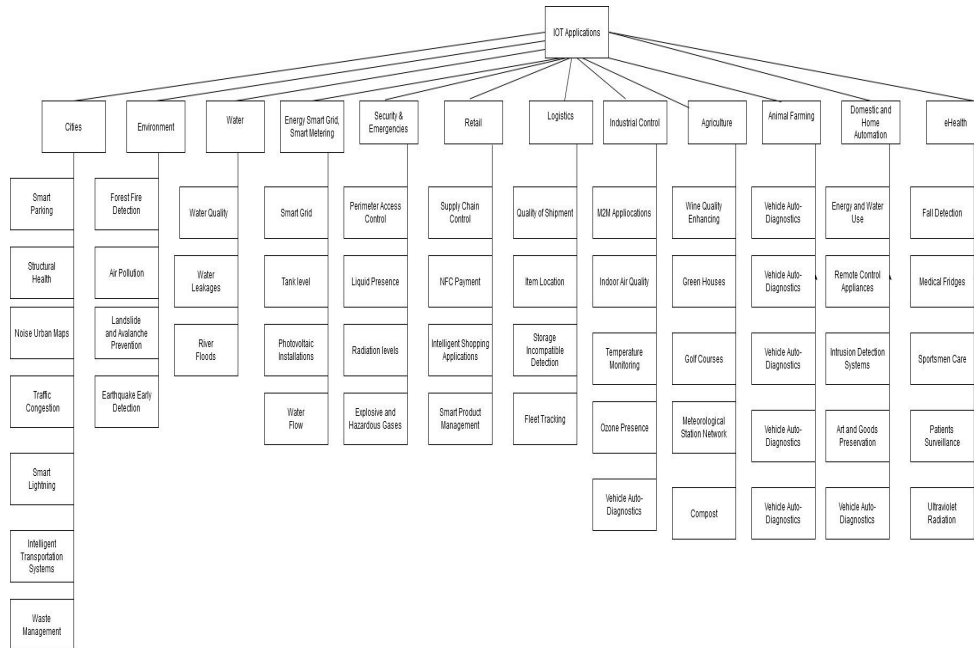 IOT Applications
Cities
Environment
Water
Energy Smart Grid,
Smart Metering
Security &
Emergencies
Retail
Logistics
Industrial Control
Agriculture
Animal Farming
Domestic and
Home
Automation
eHealth
Smart
Parking
Structural
Health
Noise Urban Maps
Traffic
Congestion
Smart
Lightning
Intelligent
Transportation
Systems
Waste
Management
Forest Fire
Detection
Air Pollution
Landslide
and Avalanche
Prevention
Earthquake Early
Detection
Water Quality
Water
Leakages
River
Floods
Smart Grid
Tank level
Photovoltaic
Installations
Water
Flow
Perimeter Access
Control
Liquid Presence
Radiation levels
Explosive and
Hazardous Gases
Supply Chain
Control
NFC Payment
Intelligent Shopping
Applications
Smart Product
Management
Quality of Shipment
Item Location
Storage
Incompatible
Detection
Fleet Tracking
M2M Appliocations
Indoor Air Quality
Temperature
Monitoring
Ozone Presence
Vehicle Auto-
Diagnostics
Wine Quality
Enhancing
Green Houses
Golf Courses
Meteorological
Station Network
Compost
Vehicle Auto-
Diagnostics
Vehicle Auto-
Diagnostics
Vehicle Auto-
Diagnostics
Vehicle Auto-
Diagnostics
Vehicle Auto-
Diagnostics
Energy and Water
Use
Remote Control
Appliances
Intrusion Detection
Systems
Art and Goods
Preservation
Vehicle Auto-
Diagnostics
Fall Detection
Medical Fridges
Sportsmen Care
Patients
Surveillance
Ultraviolet
Radiation